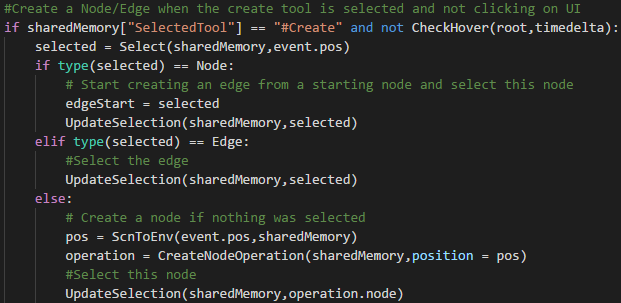 #Create a Node/Edge when the create tool is selected and not clicking on UI
if sharedMemory["SelectedTool"] == "#Create" and not CheckHover(root,timedelta):
    selected = Select(sharedMemory,event.pos)
    if type(selected) == Node:
        # Start creating an edge from a starting node and select this node
        edgeStart = selected
        UpdateSelection(sharedMemory,selected)
    elif type(selected) == Edge:
        #Select the edge
        UpdateSelection(sharedMemory,selected)
    else:
        # Create a node if nothing was selected
        pos = ScnToEnv(event.pos,sharedMemory)
        operation = CreateNodeOperation(sharedMemory,position = pos)
        #Select this node
        UpdateSelection(sharedMemory,operation.node)